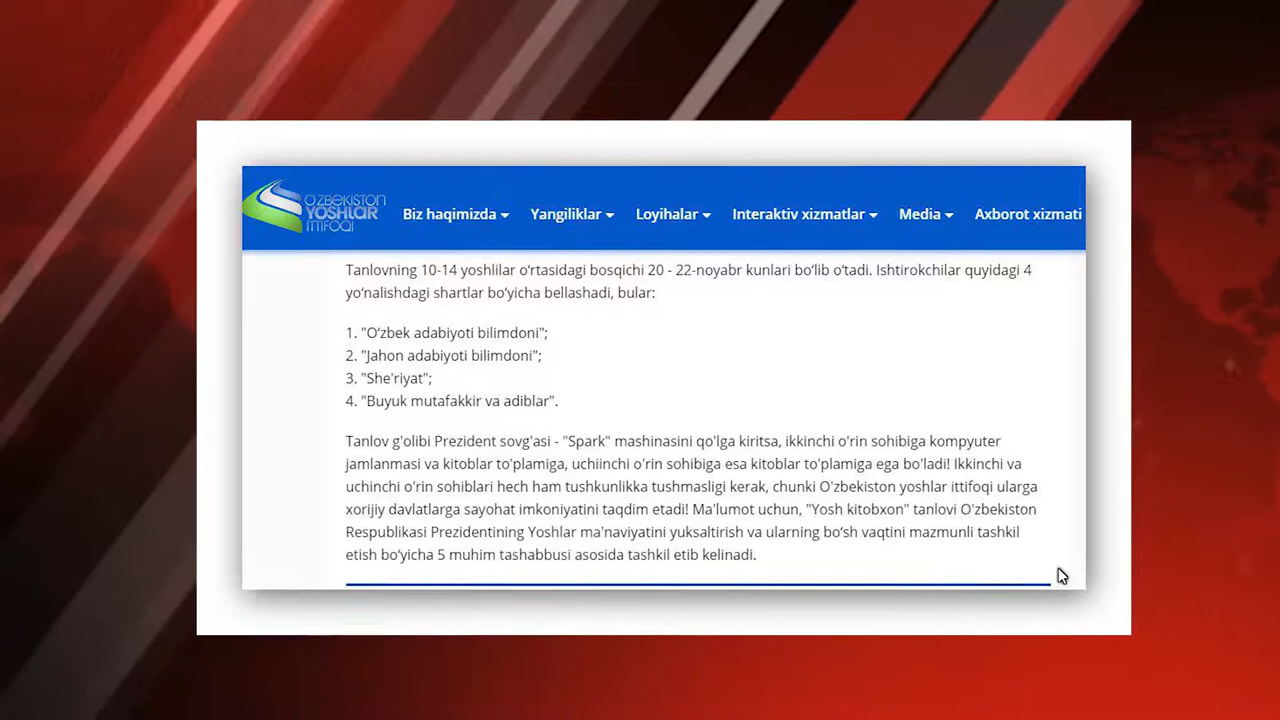 O'ZBEKISTON
YOSHLAR
ITTIFOQI
Biz haqimizda Yangiliklar Loyihalar Interaktiv xizmatlar Media Axborot xizmati
Tanlovning 10-14 yoshlilar o‘rtasidagi bosqichi 20 - 22-noyabr kunlari bo‘lib o‘tadi. Ishtirokchilar quyidagi 4
yo‘nalishdagi shartlar bo‘yicha bellashadi, bular:
1. "O‘zbek adabiyoti bilimdoni";
2. "Jahon adabiyoti bilimdoni";
3. "She'riyat";
4. "Buyuk mutafakkir va adiblar".
Tanlov g'olibi Prezident sovg'asi - "Spark" mashinasini qo'lga kiritsa, ikkinchi o'rin sohibiga kompyuter
jamlanmasi va kitoblar to'plamiga, uchiinchi o'rin sohibiga esa kitoblar to'plamiga ega bo'ladi! Ikkinchi va
uchinchi o'rin sohiblari hech ham tushkunlikka tushmasligi kerak, chunki O'zbekiston yoshlar ittifoqi ularga
xorijiy davlatlarga sayohat imkoniyatini taqdim etadi! Ma'lumot uchun, "Yosh kitobxon" tanlovi O'zbekiston
Respublikasi Prezidentining Yoshlar ma'naviyatini yuksaltirish va ularning bo‘sh vaqtini mazmunli tashkil
etish bo‘yicha 5 muhim tashabbusi asosida tashkil etib kelinadi.